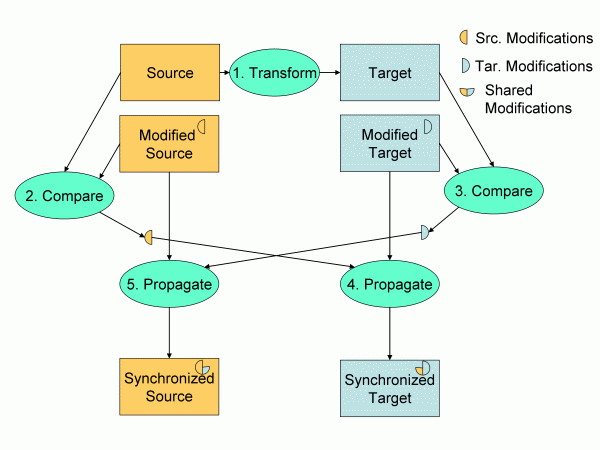 Source
1. Transform
Target
Src. Modifications
Tar. Modifications
Shared
Modifications
Modified
Source
Modified
Target
2. Compare
3. Compare
5. Propagate
4. Propagate
Synchronized
Source
Synchronized
Target